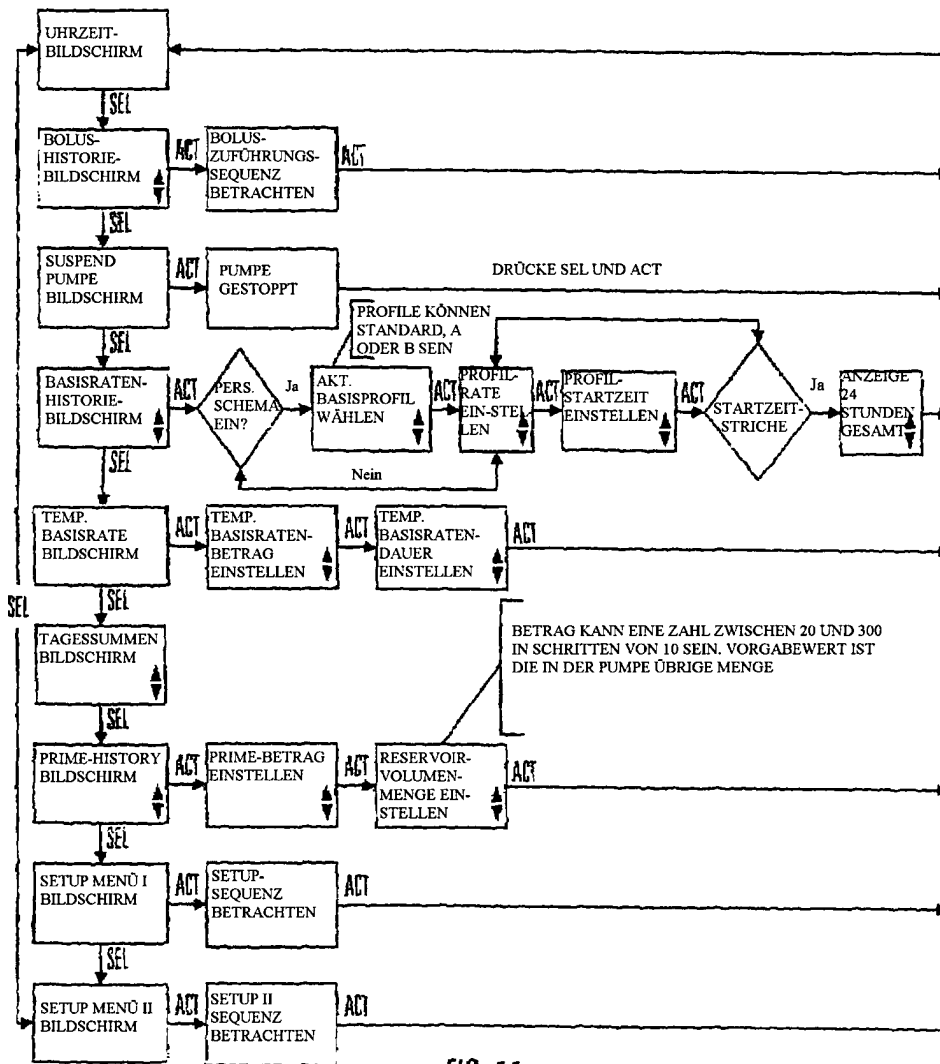 UHRZEIT-
BILDSCHIRM
SEL
BOLUS-
HISTORIE-
BILDSCHIRM
ACT
BOLUS-
ZUFÜHRUNGS-
SEQUENZ
BETRACHTEN
ACT
SEL
SUSPEND
PUMPE
BILDSCHIRM
ACT
PUMPE
GESTOPPT
DRÜCKE SEL UND ACT
SEL
PROFILE KÖNNEN
STANDARD, A
ODER B SEIN
BASISRATEN-
HISTORIE-
BILDSCHIRM
ACT
PERS.
SCHEMA
EIN?
Ja
AKT.
BASISPROFIL
WÄHLEN
ACT
PROFIL-
RATE
EIN-STEL-
LEN
ACT
PROFIL-
STARTZEIT
EINSTELLEN
ACT
STARTZEIT-
STRICHE
Ja
ANZEIGE
24
STUNDEN
GESAMT
Nein
SEL
TEMP.
BASISRATE
BILDSCHIRM
ACT
TEMP.
BASISRATEN-
BETRAG
EINSTELLEN
ACT
TEMP.
BASISRATEN-
DAUER
EINSTELLEN
ACT
SEL
SEL
TAGESSUMMEN
BILDSCHIRM
BETRAG KANN EINE ZAHL ZWISCHEN 20 UND 300
IN SCHRITTEN VON 10 SEIN. VORGABEWERT IST
DIE IN DER PUMPE ÜBRIGE MENGE
SEL
PRIME-HISTORY
BILDSCHIRM
ACT
PRIME-BETRAG
EINSTELLEN
ACT
RESERVOIR-
VOLUMEN-
MENGE EIN-
STELLEN
ACT
SEL
SETUP MENÜ I
BILDSCHIRM
ACT
SETUP-
SEQUENZ
BETRACHTEN
ACT
SEL
SETUP MENÜ II
BILDSCHIRM
ACT
SETUP II
SEQUENZ
BETRACHTEN
ACT